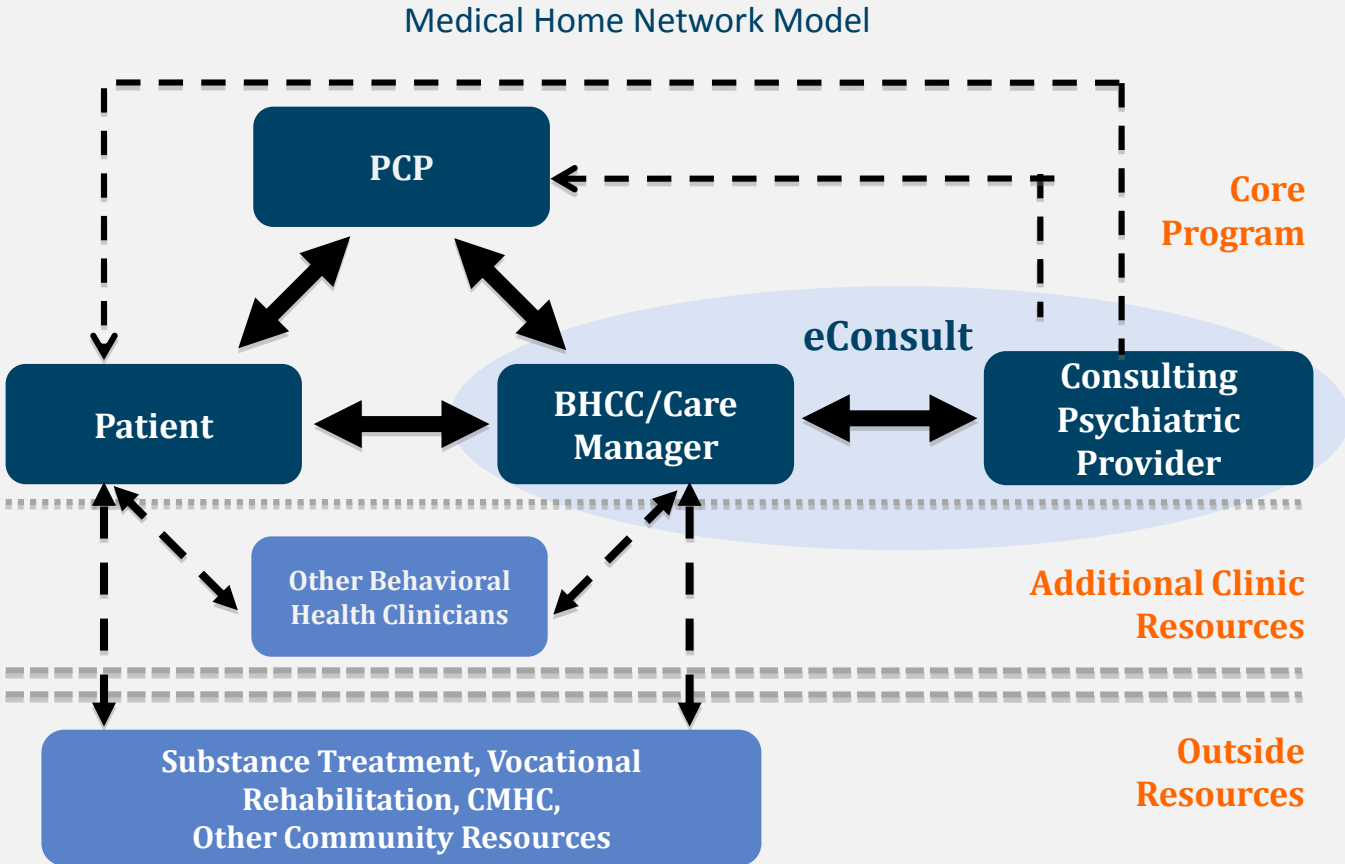 Medical Home Network Model
PCP
Core
Program
eConsult
Patient
BHCC/Care
Manager
Consulting
Psychiatric
Provider
Other Behavioral
Health Clinicians
Additional Clinic
Resources
Substance Treatment, Vocational
Rehabilitation, CMHC,
Other Community Resources
Outside
Resources